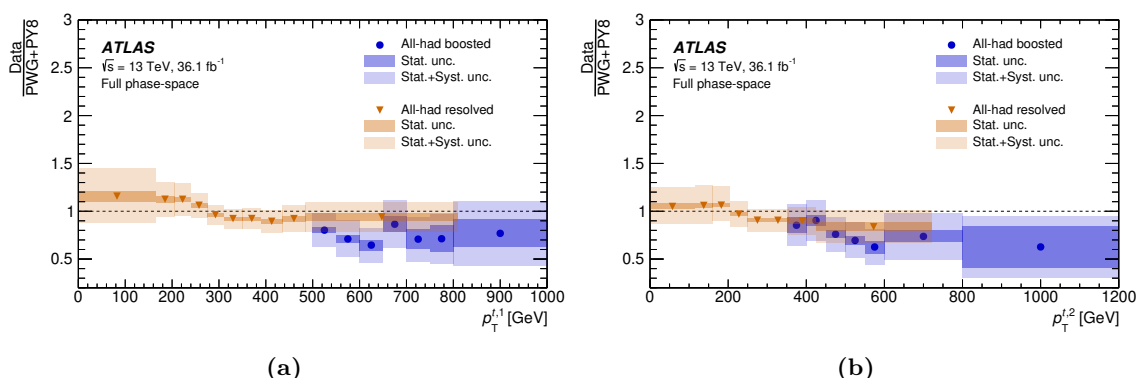 Data
PWG+PY8
3
2.5
2
1.5
1
0.5
ATLAS
√s = 13 TeV, 36.1 fb⁻¹
Full phase-space
All-had boosted
Stat. unc.
Stat.+Syst. unc.
All-had resolved
Stat. unc.
Stat.+Syst. unc.
0 100 200 300 400 500 600 700 800 900 1000
p_T^{t,1} [GeV]
(a)
Data
PWG+PY8
3
2.5
2
1.5
1
0.5
ATLAS
√s = 13 TeV, 36.1 fb⁻¹
Full phase-space
All-had boosted
Stat. unc.
Stat.+Syst. unc.
All-had resolved
Stat. unc.
Stat.+Syst. unc.
0 200 400 600 800 1000 1200
p_T^{t,2} [GeV]
(b)